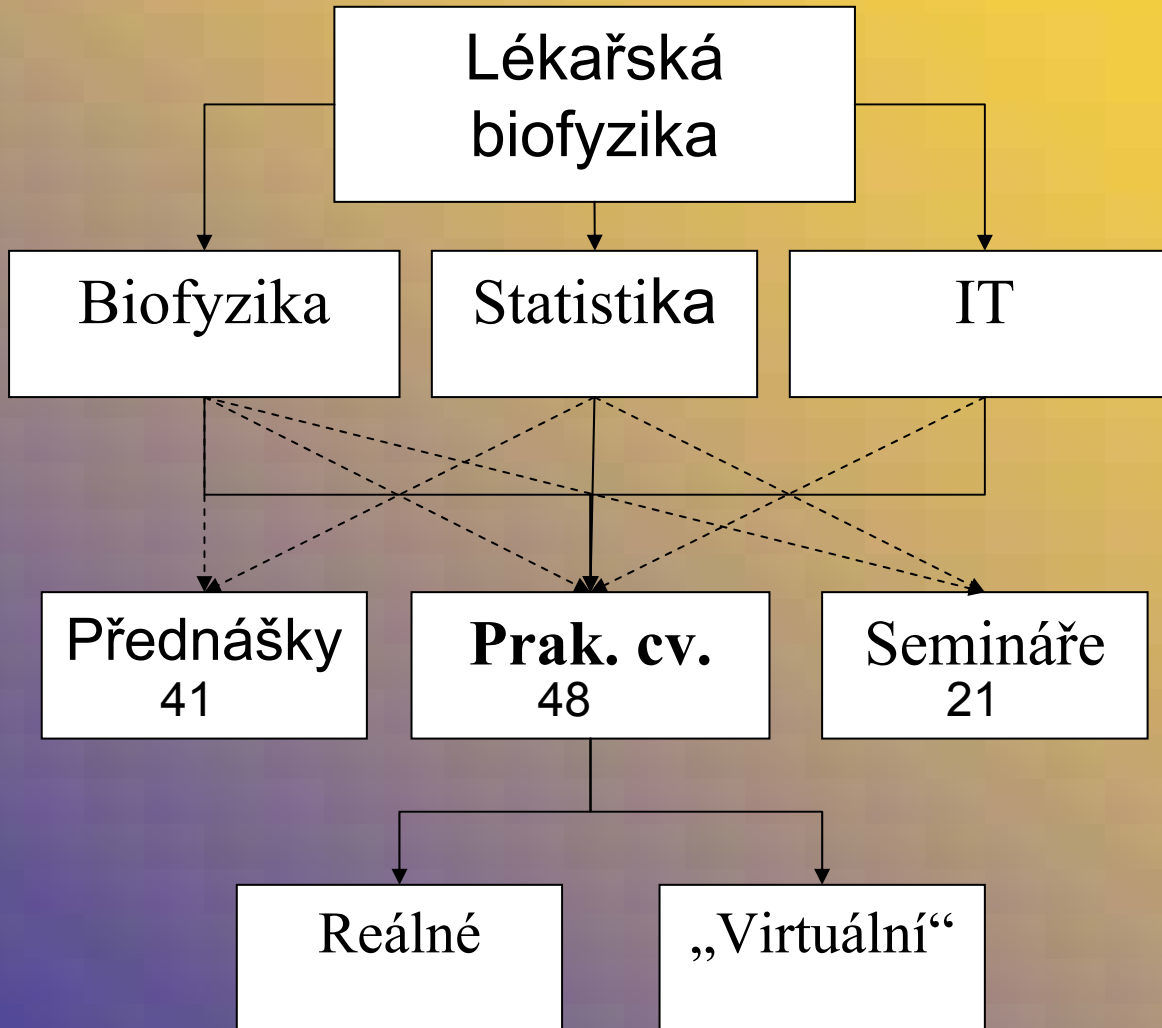 Lékařská
biofyzika
Biofyzika
Statistika
IT
Přednášky
41
Prak. cv.
48
Semináře
21
Reálné
„Virtuální“